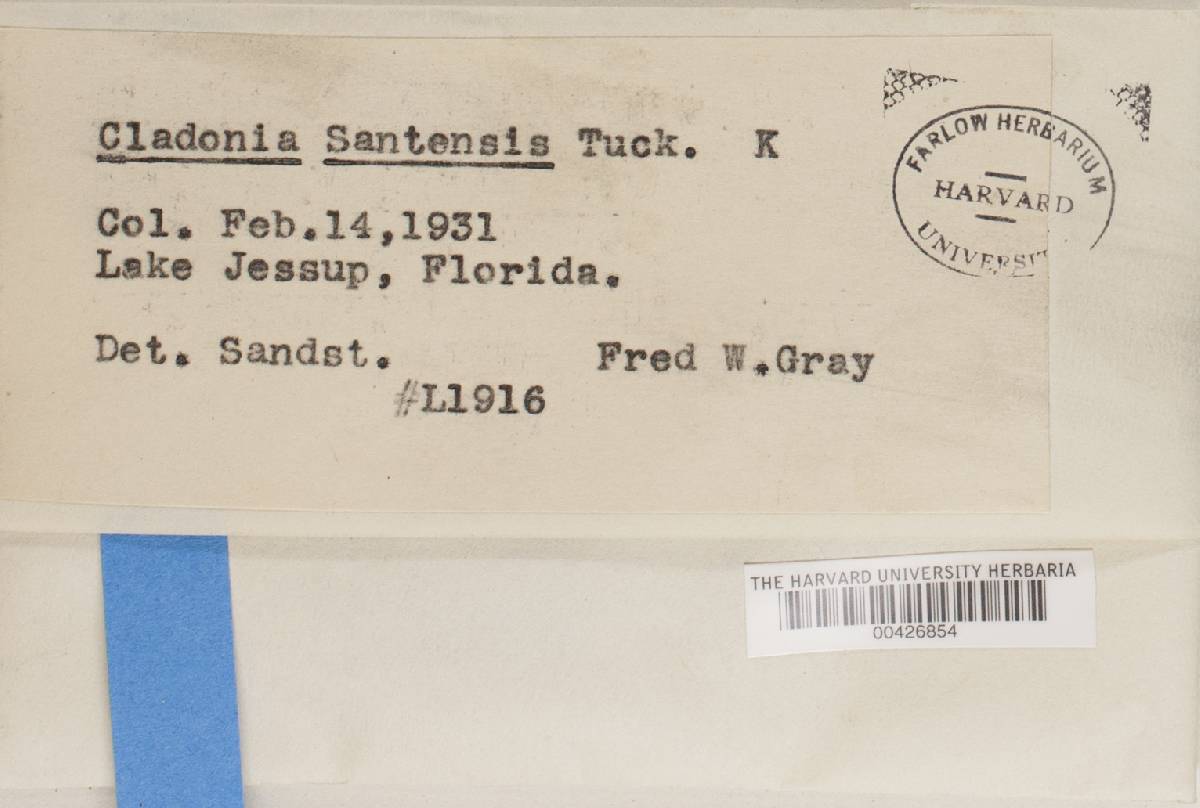 Cladonia Santensis Tuck. K
Col. Feb.14,1931
Lake Jessup, Florida.
Det. Sandst. Fred W.Gray
#L1916
FARLOW HERBARIUM
HARVARD
UNIVERSIT
THE HARVARD UNIVERSITY HERBARIA
00426854